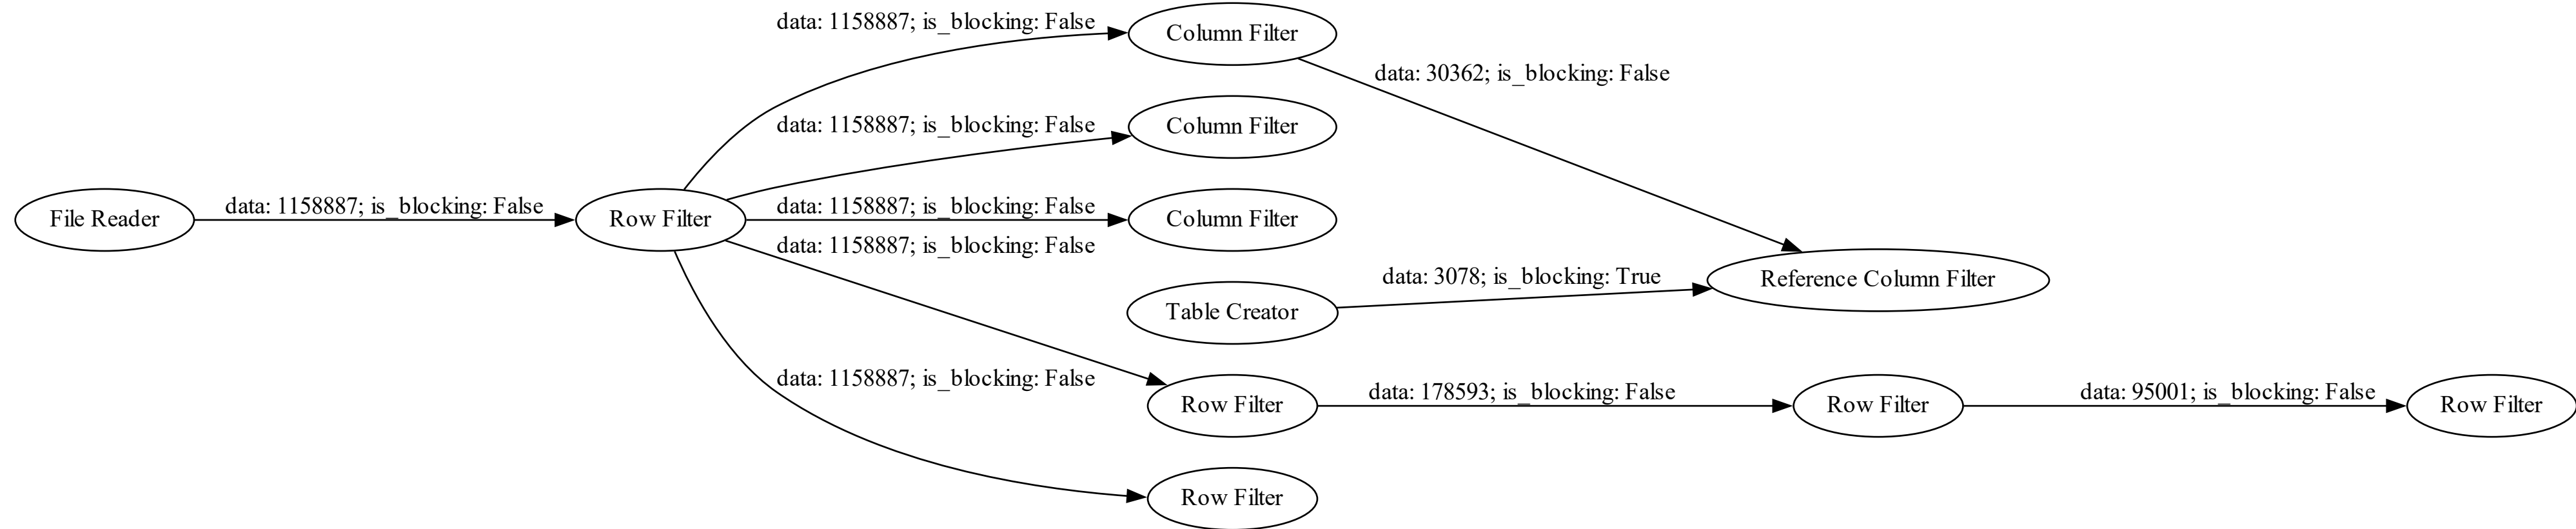 data: 1158887; is_blocking: False
Column Filter
data: 30362; is_blocking: False
data: 1158887; is_blocking: False
Column Filter
File Reader
data: 1158887; is_blocking: False
Row Filter
data: 1158887; is_blocking: False
Column Filter
data: 1158887; is_blocking: False
Table Creator
data: 3078; is_blocking: True
Reference Column Filter
data: 1158887; is_blocking: False
Row Filter
data: 178593; is_blocking: False
Row Filter
data: 95001; is_blocking: False
Row Filter
Row Filter